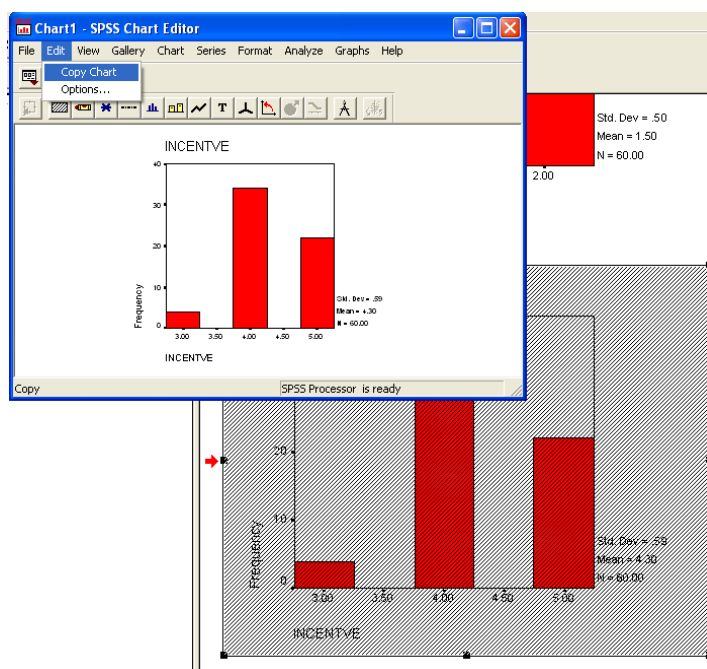 Chart1 - SPSS Chart Editor
File Edit View Gallery Chart Series Format Analyze Graphs Help
Copy Chart
Options...
T
INCENTVE
40
30
20
10
0
Frequency
3.00 3.50 4.00 4.50 5.00
INCENTVE
Std. Dev = .59
Mean = 4.30
N = 60.00
Copy
SPSS Processor is ready
Std. Dev = .50
Mean = 1.50
N = 60.00
2.00
20
10
0
Frequency
3.00 3.50 4.00 4.50 5.00
Std. Dev = .59
Mean = 4.30
N = 60.00
INCENTVE